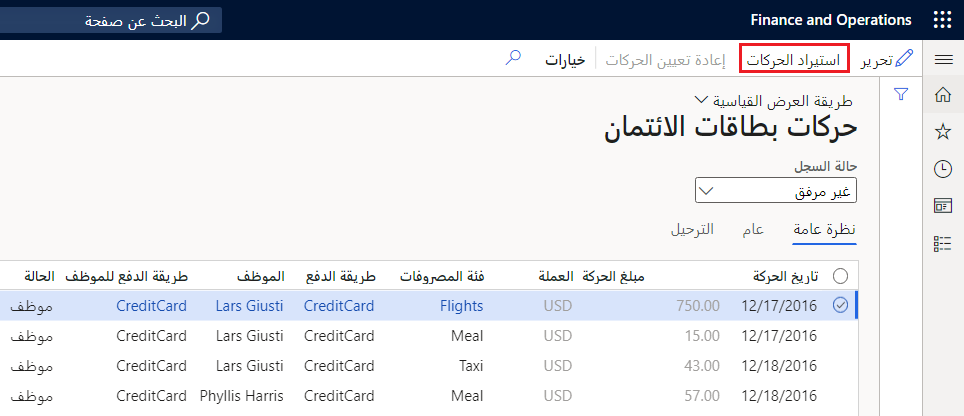 Finance and Operations البحث عن صفحة
تحرير استيراد الحركات إعادة تعيين الحركات خيارات
طريقة العرض القياسية
حركات بطاقات الائتمان
حالة السجل
غير مرفق
نظرة عامة عام الترحيل
تاريخ الحركة مبلغ الحركة العملة فئة المصروفات طريقة الدفع الموظف طريقة الدفع للموظف الحالة
12/17/2016 750.00 USD Flights CreditCard Lars Giusti CreditCard موظف
12/17/2016 15.00 USD Meal CreditCard Lars Giusti CreditCard موظف
12/18/2016 43.00 USD Taxi CreditCard Lars Giusti CreditCard موظف
12/18/2016 57.00 USD Meal CreditCard Phyllis Harris CreditCard موظف